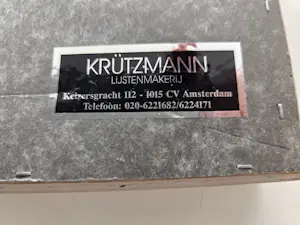 KRÜTZMANN
LIJSTENMAKERIJ
Keizersgracht 112 - 1015 CV Amsterdam
Telefoon: 020-6221682/6224171